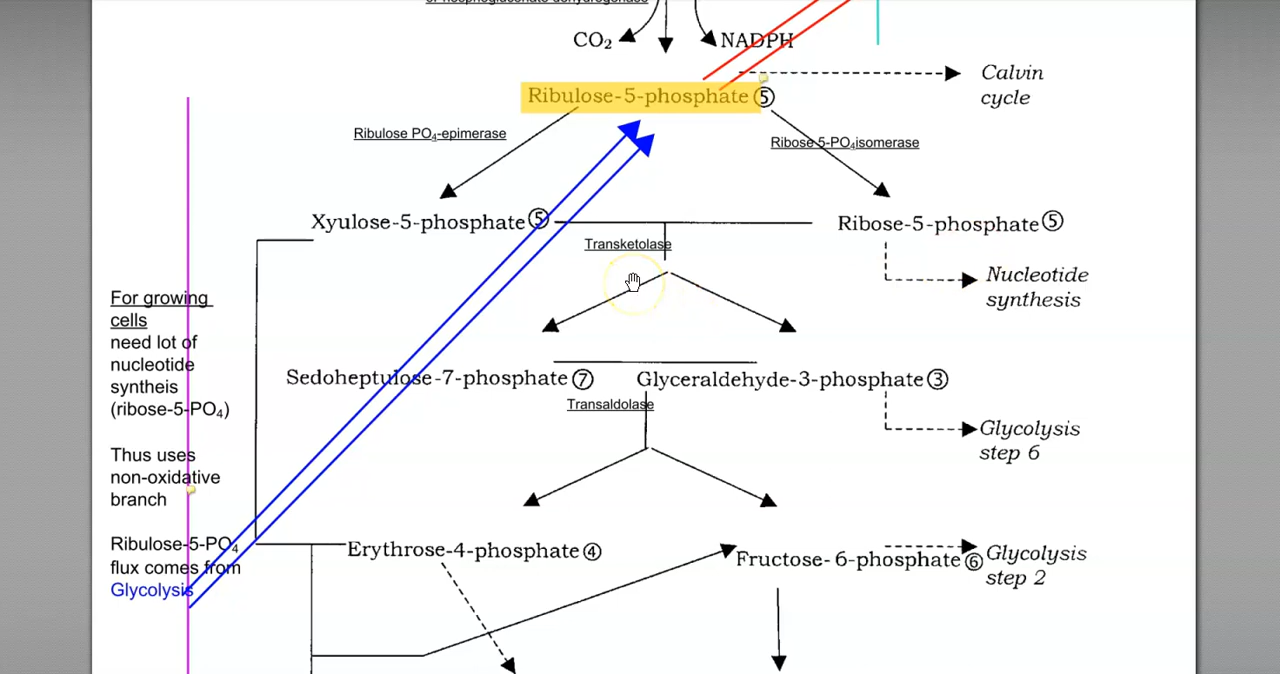 6-Phosphogluconate dehydrogenase
CO₂
NADPH
Calvin
cycle
Ribulose-5-phosphate ⑤
Ribulose PO₄-epimerase
Ribose 5-PO₄isomerase
Xyulose-5-phosphate ⑤
Ribose-5-phosphate ⑤
Transketolase
Nucleotide
synthesis
For growing
cells
need lot of
nucleotide
syntheis
(ribose-5-PO₄)
Sedoheptulose-7-phosphate ⑦
Glyceraldehyde-3-phosphate ③
Transaldolase
Glycolysis
step 6
Thus uses
non-oxidative
branch
Ribulose-5-PO₄
flux comes from
Glycolysis
Erythrose-4-phosphate ④
Fructose- 6-phosphate ⑥
Glycolysis
step 2